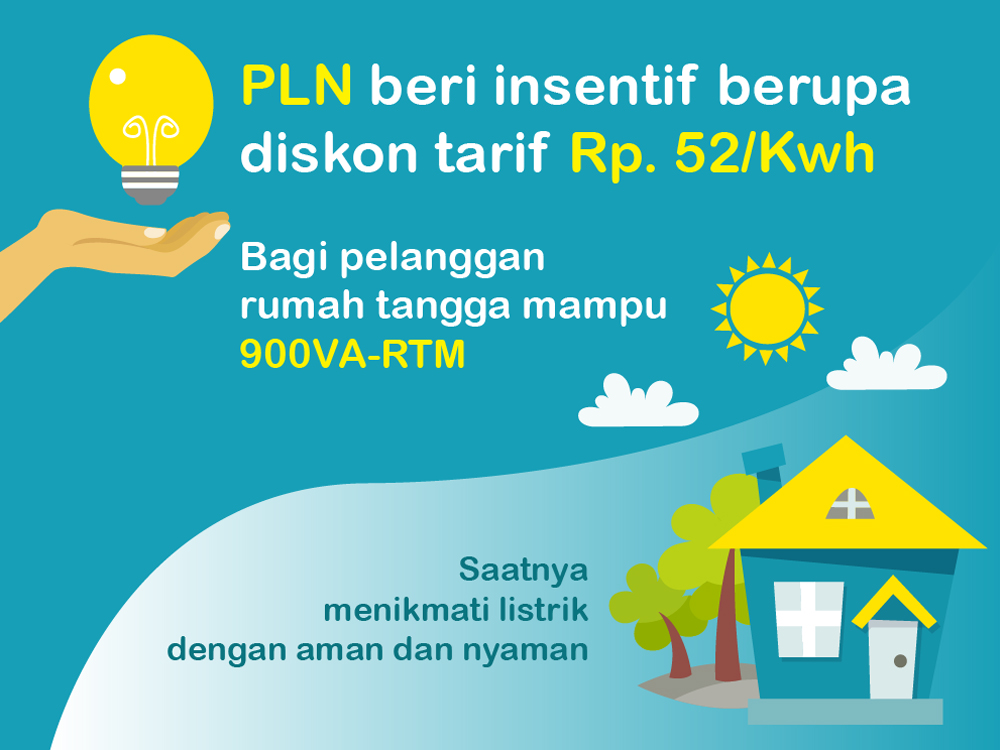 PLN beri insentif berupa
diskon tarif Rp. 52/Kwh
Bagi pelanggan
rumah tangga mampu
900VA-RTM
Saatnya
menikmati listrik
dengan aman dan nyaman